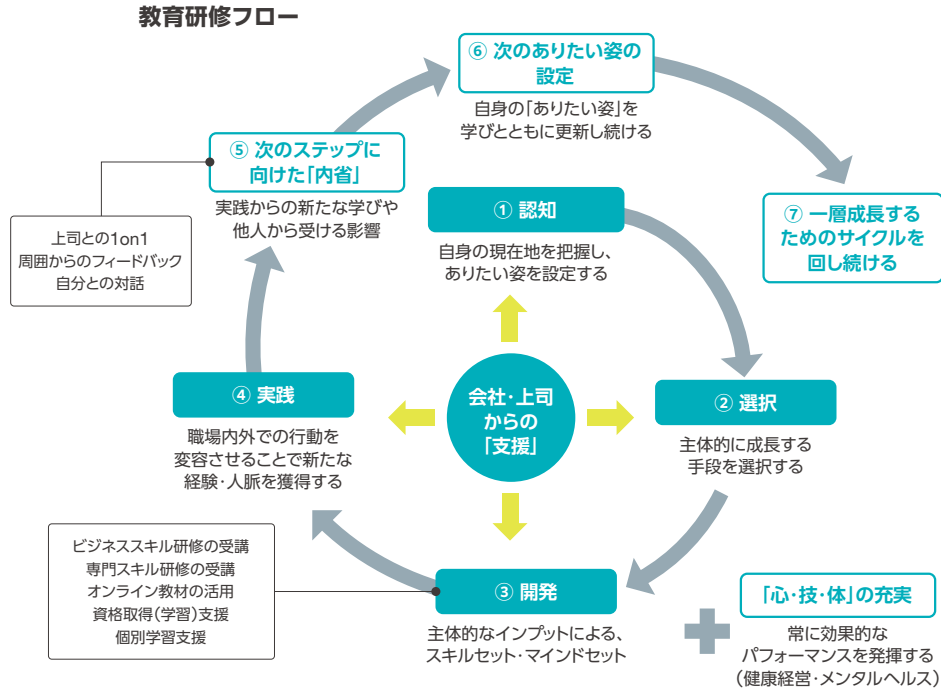 教育研修フロー
⑥ 次のありたい姿の
設定
自身の「ありたい姿」を
学びとともに更新し続ける
⑤ 次のステップに
向けた「内省」
実践からの新たな学びや
他人から受ける影響
上司との1on1
周囲からのフィードバック
自分との対話
① 認知
自身の現在地を把握し、
ありたい姿を設定する
⑦ 一層成長する
ためのサイクルを
回し続ける
④ 実践
職場内外での行動を
変容させることで新たな
経験・人脈を獲得する
会社・上司
からの
「支援」
② 選択
主体的に成長する
手段を選択する
ビジネススキル研修の受講
専門スキル研修の受講
オンライン教材の活用
資格取得(学習)支援
個別学習支援
③ 開発
主体的なインプットによる、
スキルセット・マインドセット
「心・技・体」の充実
常に効果的な
パフォーマンスを発揮する
(健康経営・メンタルヘルス)